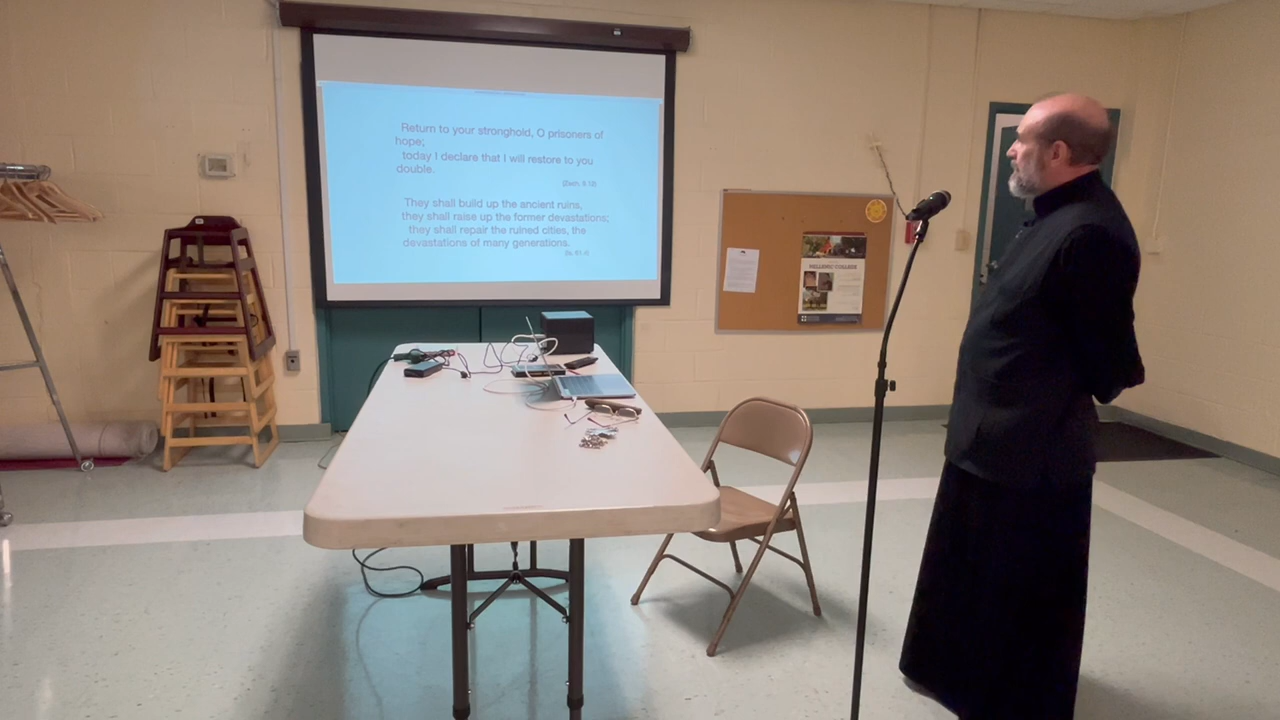 Return to your stronghold, O prisoners of
hope;
today I declare that I will restore to you
double.
They shall build up the ancient ruins,
they shall raise up the former devastations;
they shall repair the ruined cities, the
devastations of many generations.
HELLENIC COLLEGE